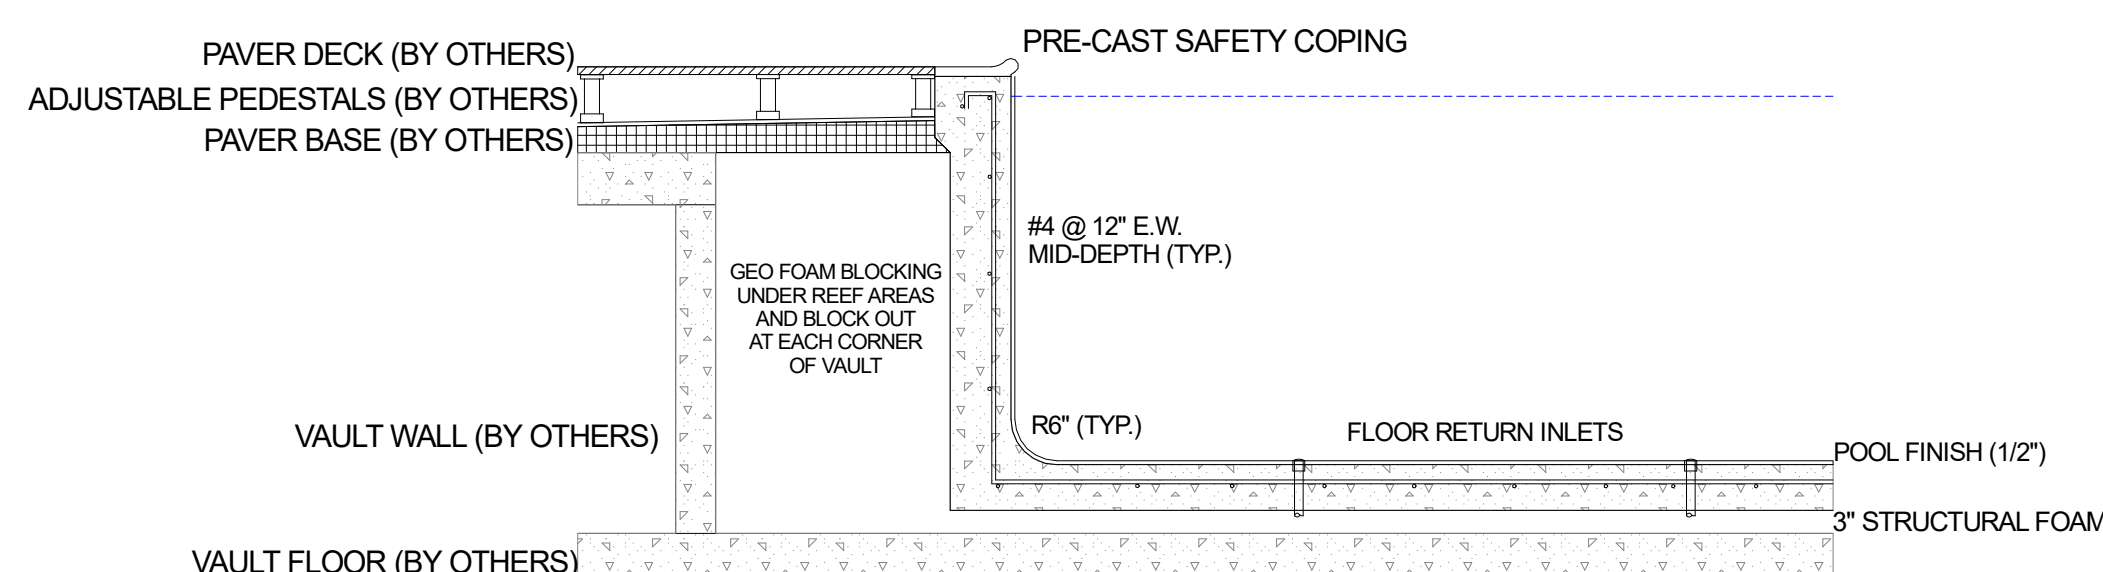 PAVER DECK (BY OTHERS)
PRE-CAST SAFETY COPING
ADJUSTABLE PEDESTALS (BY OTHERS)
PAVER BASE (BY OTHERS)
#4 @ 12" E.W.
MID-DEPTH (TYP.)
GEO FOAM BLOCKING
UNDER REEF AREAS
AND BLOCK OUT
AT EACH CORNER
OF VAULT
R6" (TYP.)
FLOOR RETURN INLETS
VAULT WALL (BY OTHERS)
POOL FINISH (1/2")
3" STRUCTURAL FOAM
VAULT FLOOR (BY OTHERS)